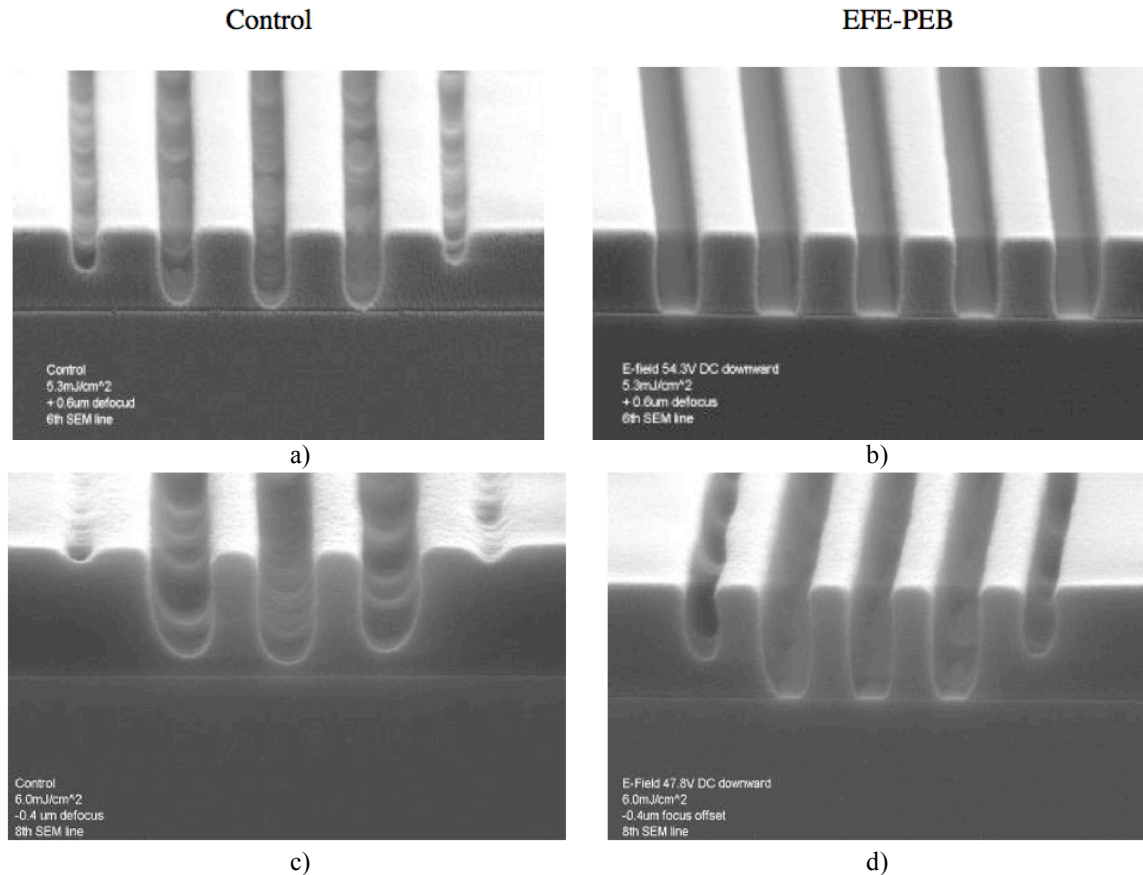 Control
EFE-PEB
Control
5.3mJ/cm^2
+ 0.6um defocud
6th SEM line
E-field 54.3V DC downward
5.3mJ/cm^2
+ 0.6um defocus
6th SEM line
a)
b)
Control
6.0mJ/cm^2
-0.4 um defocus
8th SEM line
E-Field 47.8V DC downward
6.0mJ/cm^2
-0.4um focus offset
8th SEM line
c)
d)